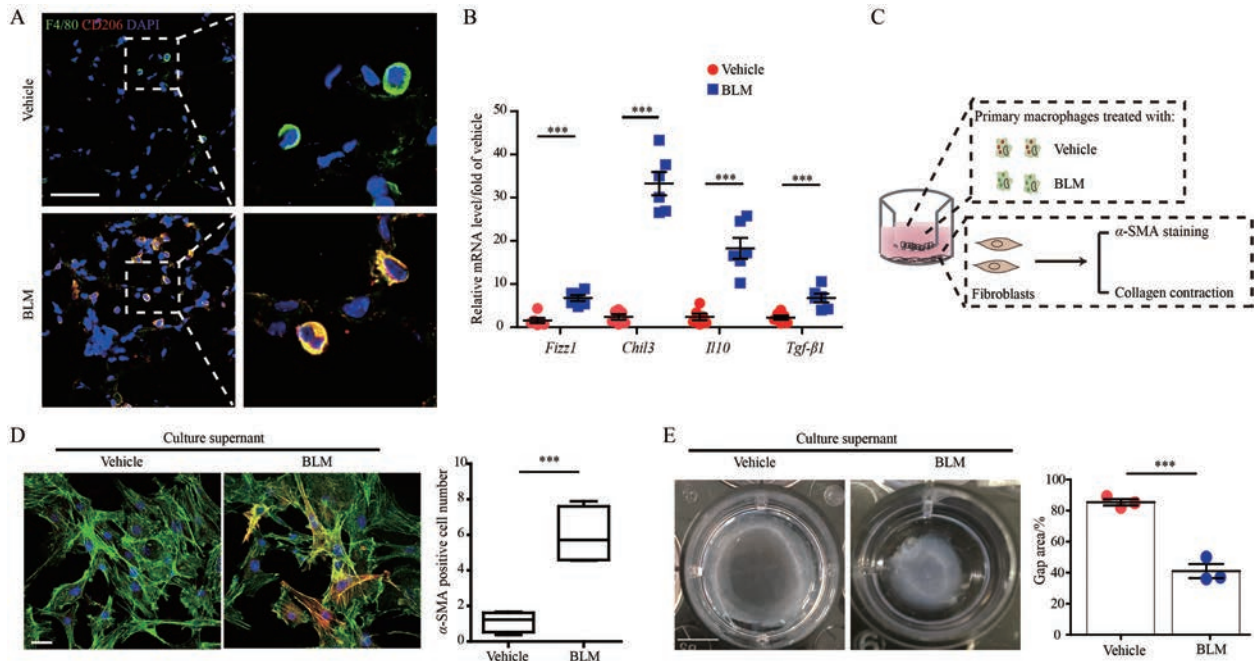 A
F4/80 CD206 DAPI
Vehicle
BLM
B
Vehicle
BLM
Relative mRNA level/fold of vehicle
50
40
30
20
10
0
***
***
***
***
Fizz1
Chil3
Il10
Tgf-β1
C
Primary macrophages treated with:
Vehicle
BLM
Fibroblasts
α-SMA staining
Collagen contraction
D
Culture supernant
Vehicle
BLM
α-SMA positive cell number
10
8
6
4
2
0
***
Vehicle
BLM
E
Culture supernant
Vehicle
BLM
Gap area/%
100
80
60
40
20
0
***
Vehicle
BLM